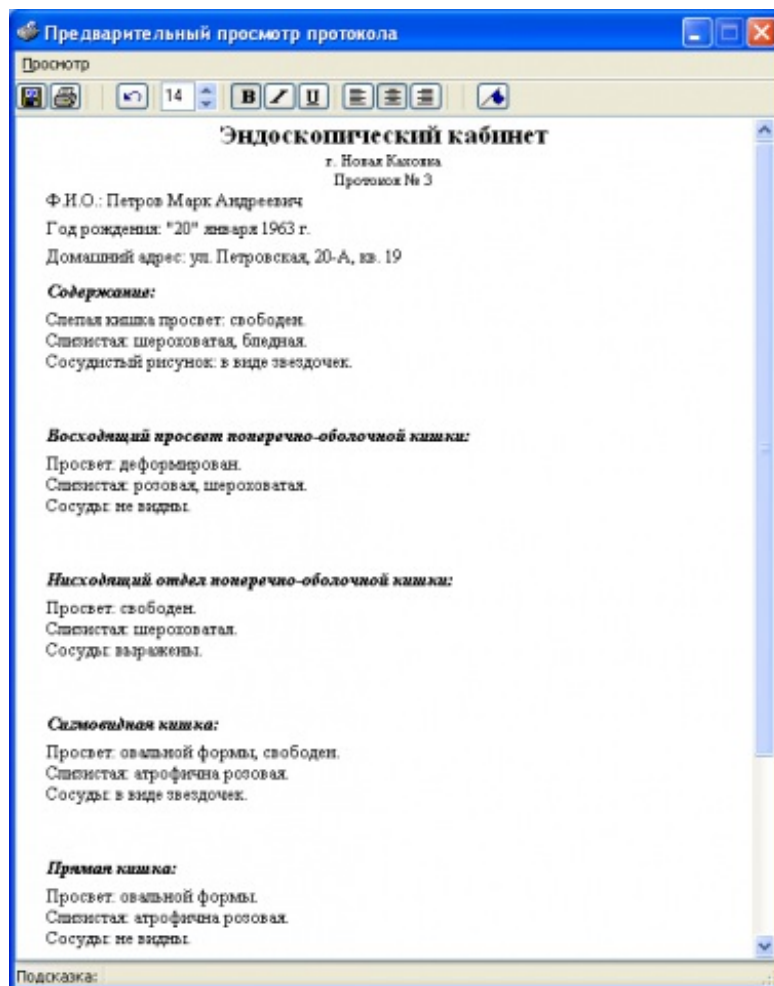 Предварительный просмотр протокола
Просмотр
14 B I U
Эндоскопический кабинет
г. Новая Каховка
Протокол № 3
Ф.И.О.: Петров Марк Андреевич
Год рождения: "20" января 1963 г.
Домашний адрес: ул. Петровская, 20-А, кв. 19
Содержание:
Слепая кишка просвет: свободен.
Слизистая: шероховатая, бледная.
Сосудистый рисунок: в виде звездочек.
Восходящий просвет поперечно-оболочной кишки:
Просвет: деформирован.
Слизистая: розовая, шероховатая.
Сосуды: не видны.
Нисходящий отдел поперечно-оболочной кишки:
Просвет: свободен.
Слизистая: шероховатая.
Сосуды: выражены.
Сигмовидная кишка:
Просвет: овальной формы, свободен.
Слизистая: атрофична розовая.
Сосуды: в виде звездочек.
Прямая кишка:
Просвет: овальной формы.
Слизистая: атрофична розовая.
Сосуды: не видны.
Подсказка: